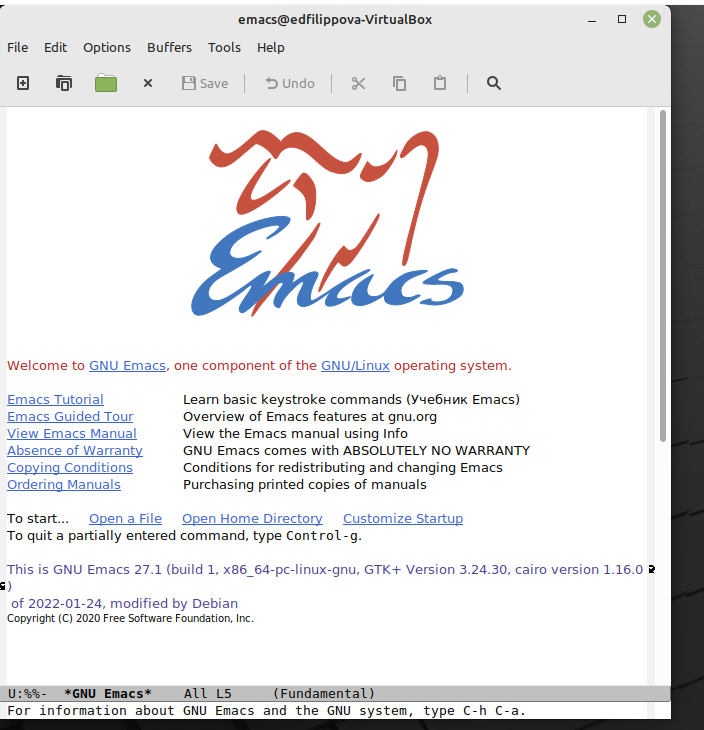 emacs@edfilippova-VirtualBox
File Edit Options Buffers Tools Help
Save Undo
Emacs
Welcome to GNU Emacs, one component of the GNU/Linux operating system.
Emacs Tutorial Learn basic keystroke commands (Учебник Emacs)
Emacs Guided Tour Overview of Emacs features at gnu.org
View Emacs Manual View the Emacs manual using Info
Absence of Warranty GNU Emacs comes with ABSOLUTELY NO WARRANTY
Copying Conditions Conditions for redistributing and changing Emacs
Ordering Manuals Purchasing printed copies of manuals
To start... Open a File Open Home Directory Customize Startup
To quit a partially entered command, type Control-g.
This is GNU Emacs 27.1 (build 1, x86_64-pc-linux-gnu, GTK+ Version 3.24.30, cairo version 1.16.0
)
of 2022-01-24, modified by Debian
Copyright (C) 2020 Free Software Foundation, Inc.
U:%%- *GNU Emacs* All L5 (Fundamental)
For information about GNU Emacs and the GNU system, type C-h C-a.